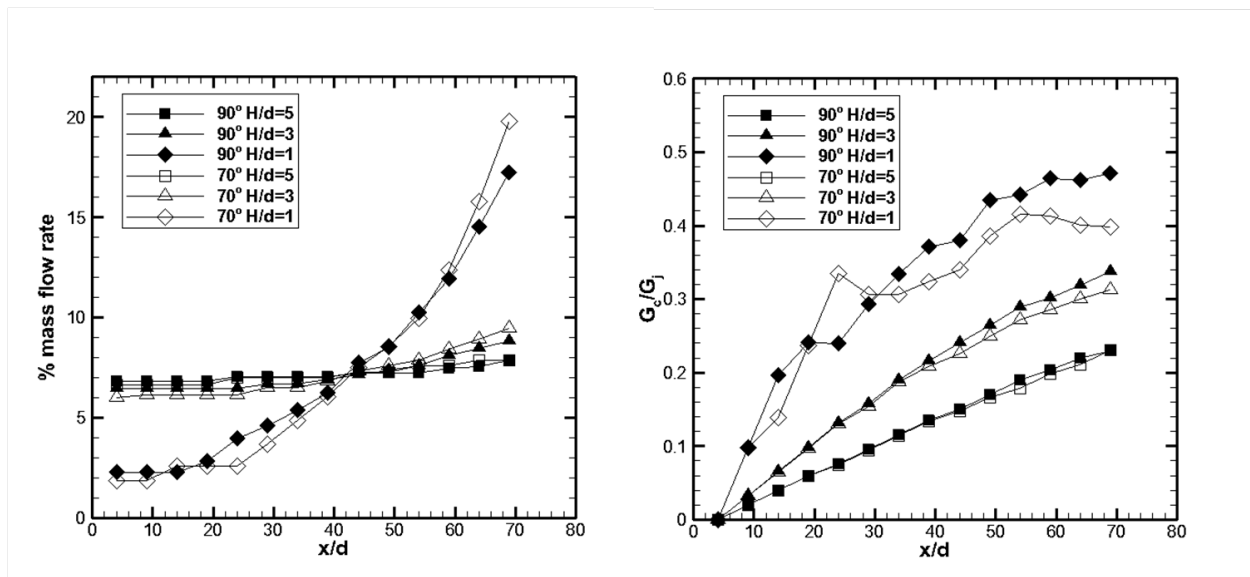 % mass flow rate
20
15
10
5
0
90° H/d=5
90° H/d=3
90° H/d=1
70° H/d=5
70° H/d=3
70° H/d=1
0 10 20 30 40 50 60 70 80
x/d
G_c/G_j
0.6
0.5
0.4
0.3
0.2
0.1
0
90° H/d=5
90° H/d=3
90° H/d=1
70° H/d=5
70° H/d=3
70° H/d=1
0 10 20 30 40 50 60 70 80
x/d